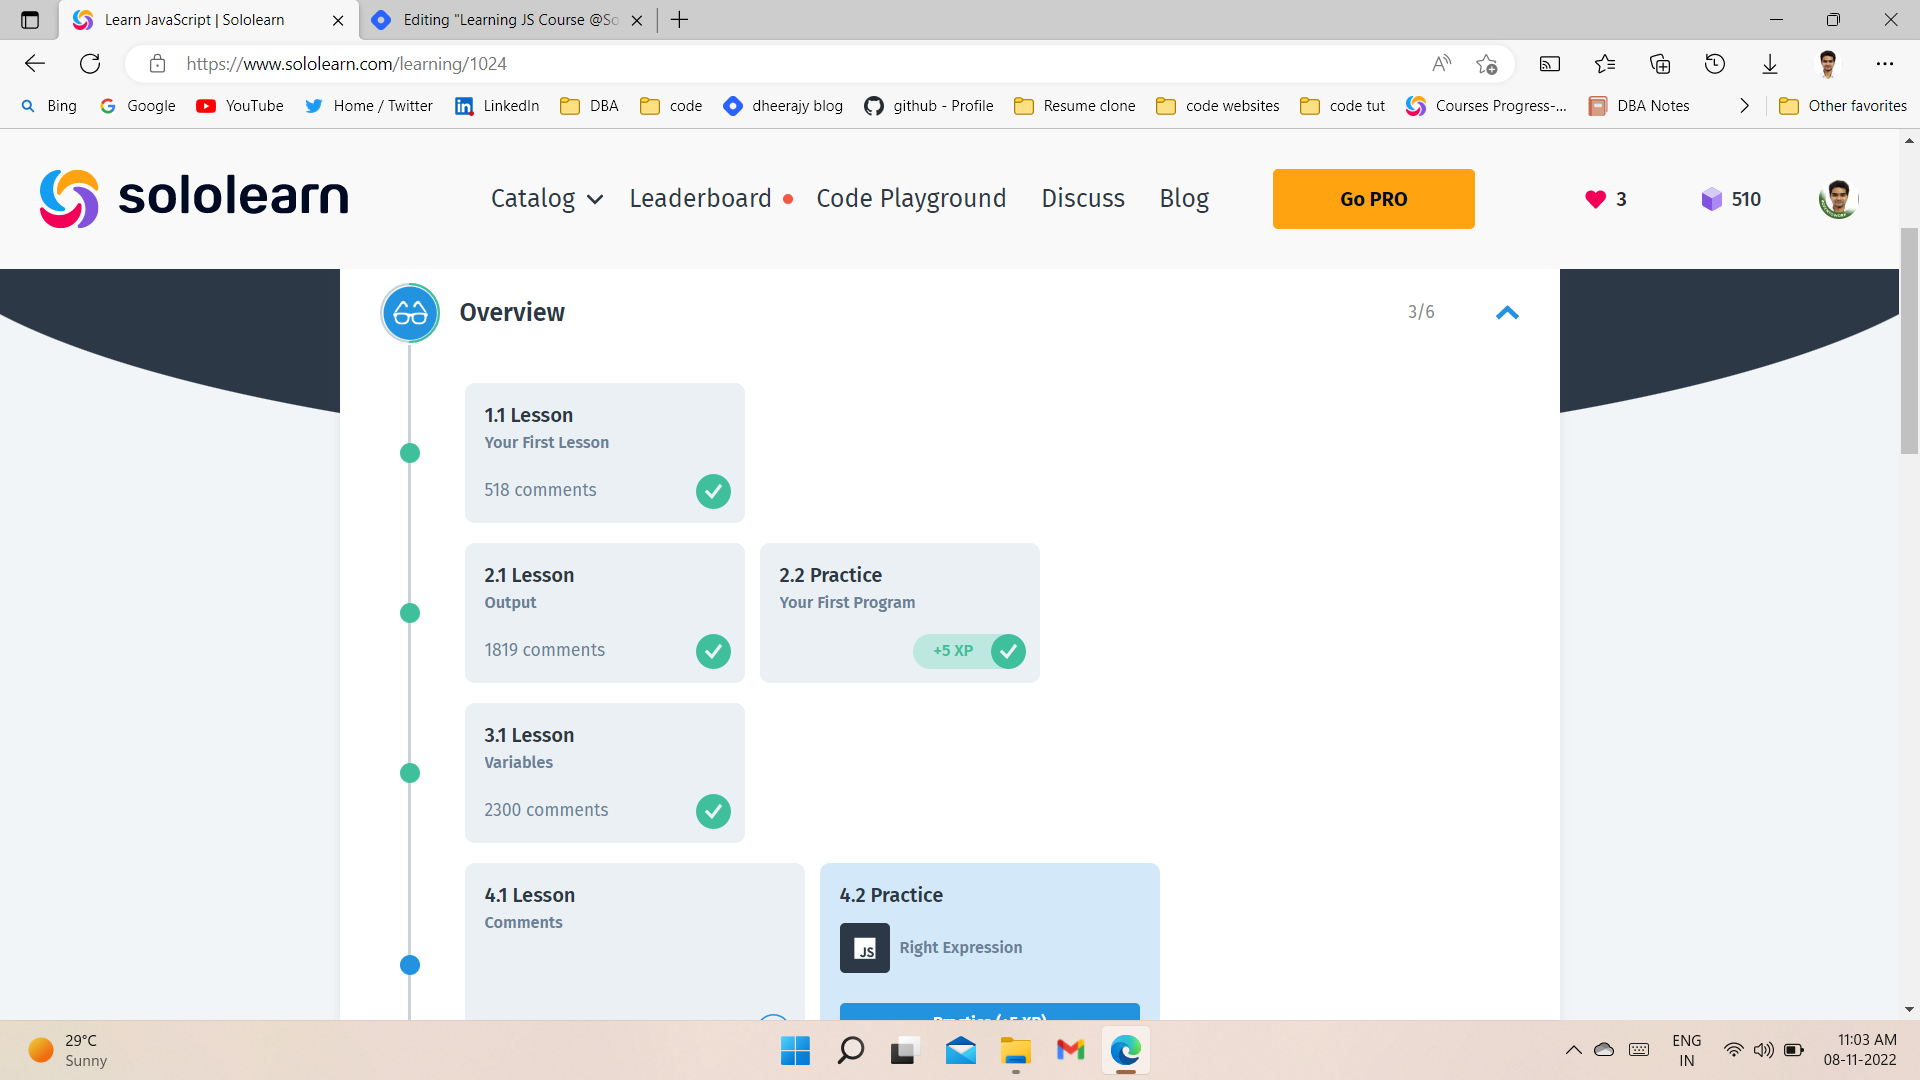 Learn JavaScript | Sololearn
Editing "Learning JS Course @So
https://www.sololearn.com/learning/1024
Bing
Google
YouTube
Home / Twitter
LinkedIn
DBA
code
dheerajy blog
github - Profile
Resume clone
code websites
code tut
Courses Progress-...
DBA Notes
Other favorites
sololearn
Catalog
Leaderboard
Code Playground
Discuss
Blog
Go PRO
3
510
Overview
3/6
1.1 Lesson
Your First Lesson
518 comments
2.1 Lesson
Output
1819 comments
2.2 Practice
Your First Program
+5 XP
3.1 Lesson
Variables
2300 comments
4.1 Lesson
Comments
4.2 Practice
JS
Right Expression
Practice (+5 XP)
29°C
Sunny
ENG
IN
11:03 AM
08-11-2022